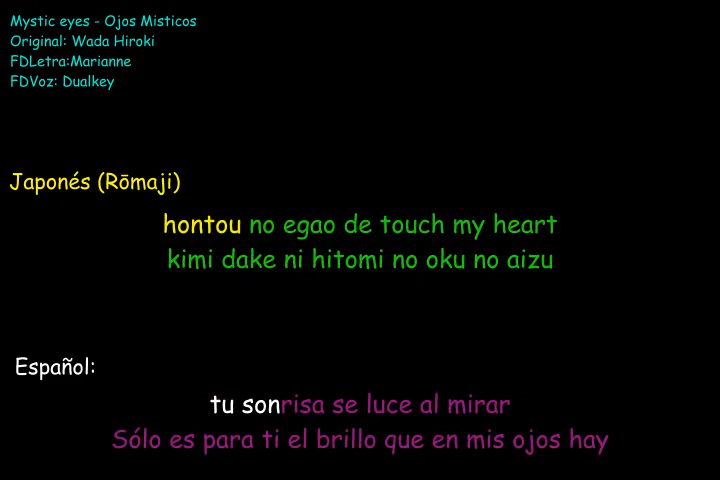 Mystic eyes - Ojos Misticos
Original: Wada Hiroki
FDLetra:Marianne
FDVoz: Dualkey
Japonés (Rōmaji)
hontou no egao de touch my heart
kimi dake ni hitomi no oku no aizu
Español:
tu sonrisa se luce al mirar
Sólo es para ti el brillo que en mis ojos hay